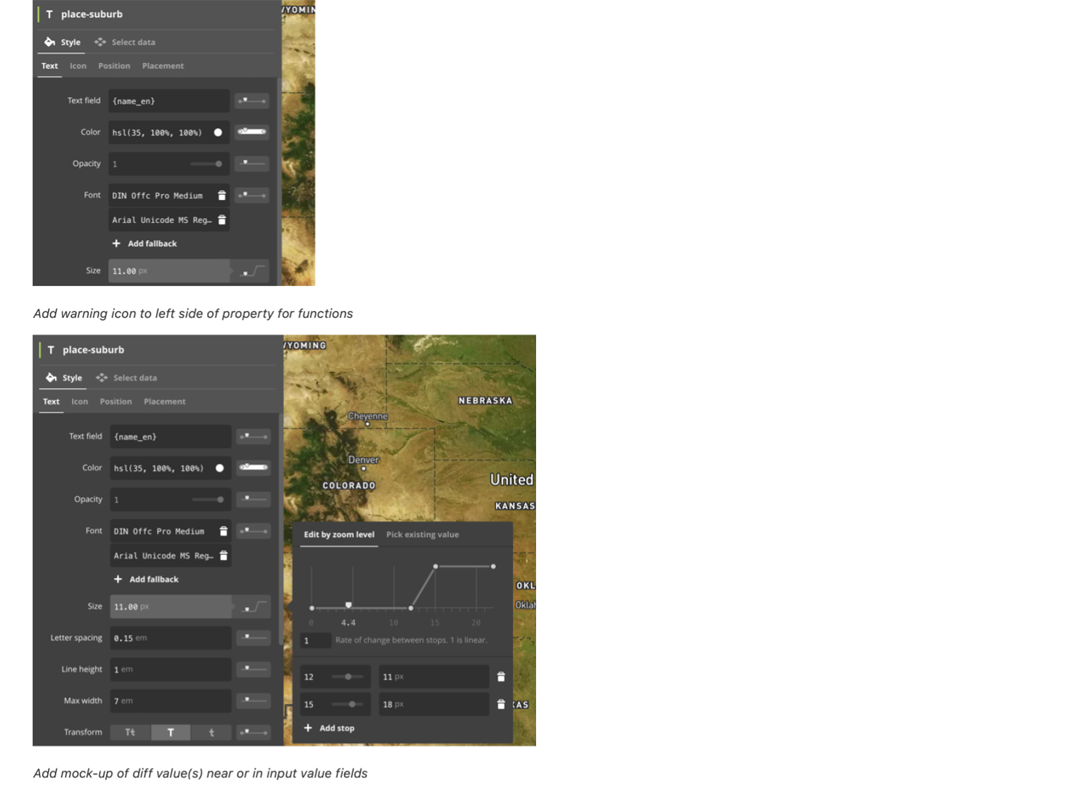 T place-suburb
WYOMIN
Style Select data
Text Icon Position Placement
Text field {name_en}
Color hsl(35, 100%, 100%)
Opacity 1
Font DIN Offc Pro Medium
Arial Unicode MS Reg…
+ Add fallback
Size 11.00 px
Add warning icon to left side of property for functions
T place-suburb
WYOMING
Style Select data
Text Icon Position Placement
NEBRASKA
Cheyenne
Text field {name_en}
Denver
Color hsl(35, 100%, 100%)
COLORADO
United
Opacity 1
KANSAS
Font DIN Offc Pro Medium
Edit by zoom level Pick existing value
Arial Unicode MS Reg…
+ Add fallback
OKL
Size 11.00 px
Oklah
0 4.4 10 15 20
Letter spacing 0.15 em
1 Rate of change between stops. 1 is linear.
Line height 1 em
12 11 px
Max width 7 em
15 18 px
XAS
Transform Tt T t
+ Add stop
Add mock-up of diff value(s) near or in input value fields